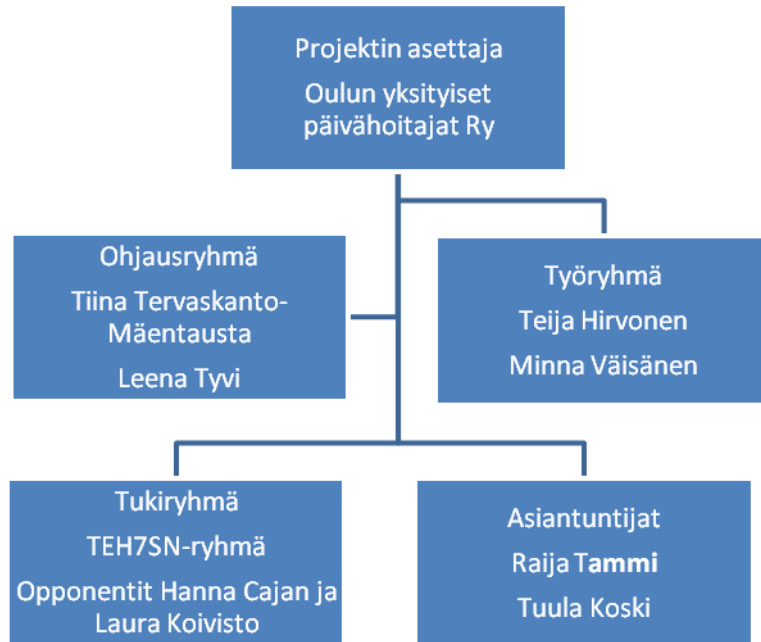 Projektin asettaja
Oulun yksityiset
päivähoitajat Ry
Ohjausryhmä
Tiina Tervaskanto-
Mäentausta
Leena Tyvi
Työryhmä
Teija Hirvonen
Minna Väisänen
Tukiryhmä
TEH7SN-ryhmä
Opponentit Hanna Cajan ja
Laura Koivisto
Asiantuntijat
Raija Tammi
Tuula Koski